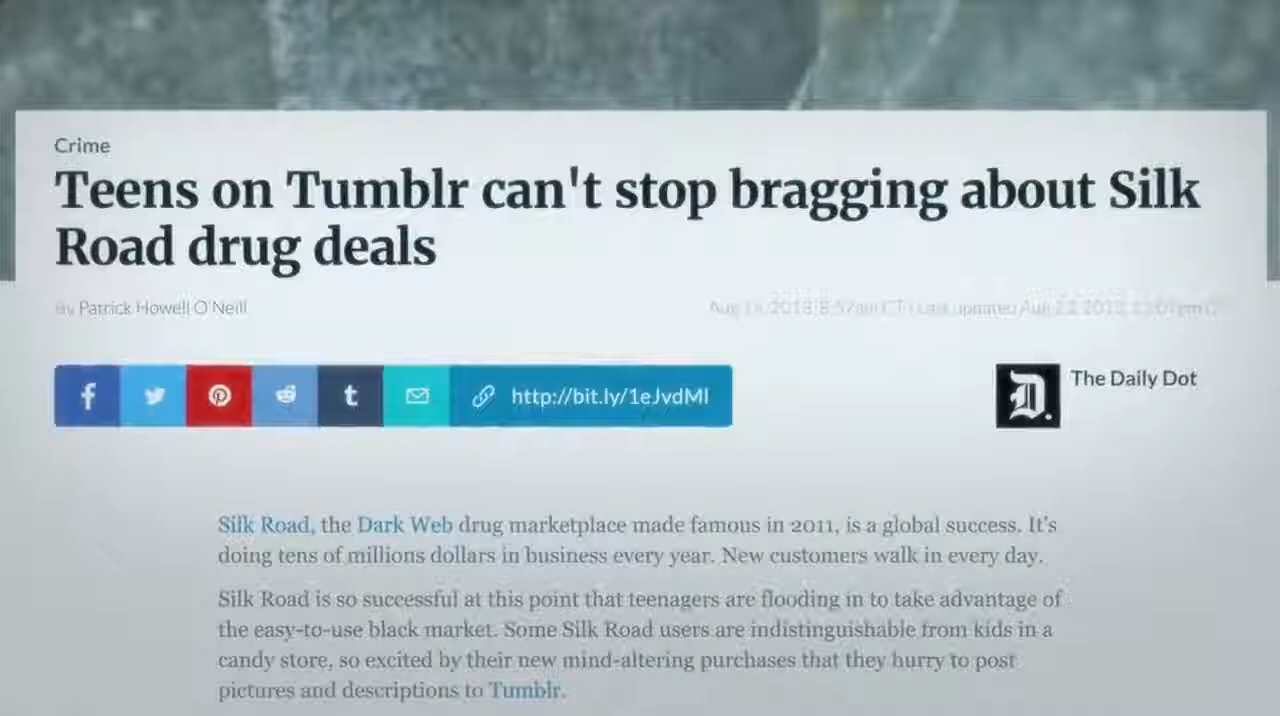 Crime
Teens on Tumblr can't stop bragging about Silk
Road drug deals
By Patrick Howell O'Neill
http://bit.ly/1eJvdMl
The Daily Dot
Silk Road, the Dark Web drug marketplace made famous in 2011, is a global success. It's
doing tens of millions dollars in business every year. New customers walk in every day.
Silk Road is so successful at this point that teenagers are flooding in to take advantage of
the easy-to-use black market. Some Silk Road users are indistinguishable from kids in a
candy store, so excited by their new mind-altering purchases that they hurry to post
pictures and descriptions to Tumblr.